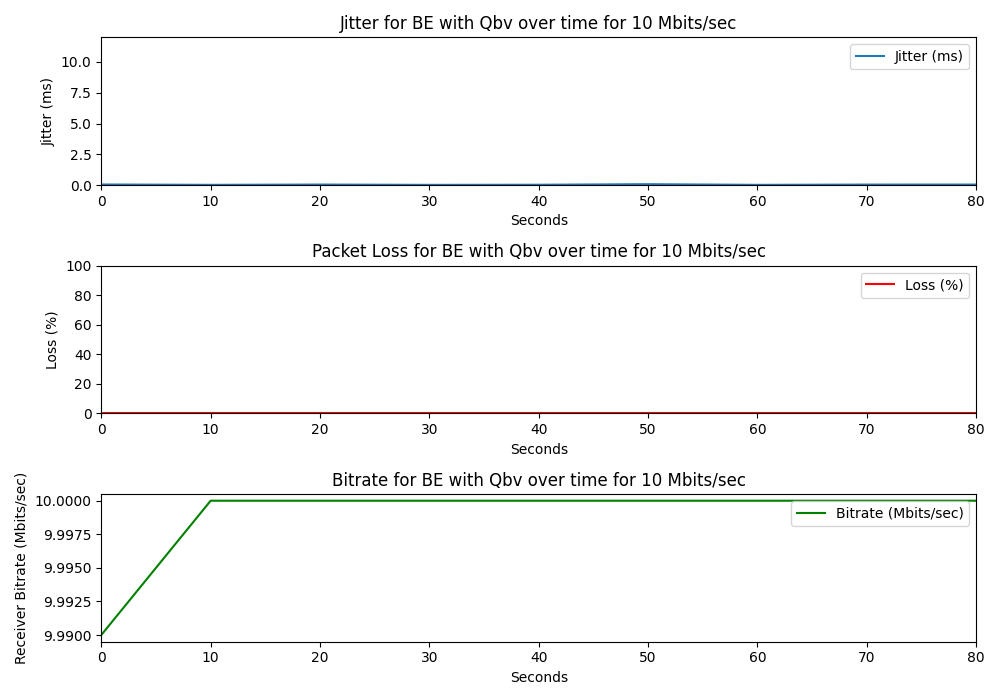 Jitter for BE with Qbv over time for 10 Mbits/sec
Jitter (ms)
10.0
7.5
5.0
2.5
0.0
Jitter (ms)
0 10 20 30 40 50 60 70 80
Seconds
Packet Loss for BE with Qbv over time for 10 Mbits/sec
Loss (%)
100
80
60
40
20
0
Loss (%)
0 10 20 30 40 50 60 70 80
Seconds
Bitrate for BE with Qbv over time for 10 Mbits/sec
Receiver Bitrate (Mbits/sec)
10.0000
9.9975
9.9950
9.9925
9.9900
Bitrate (Mbits/sec)
0 10 20 30 40 50 60 70 80
Seconds